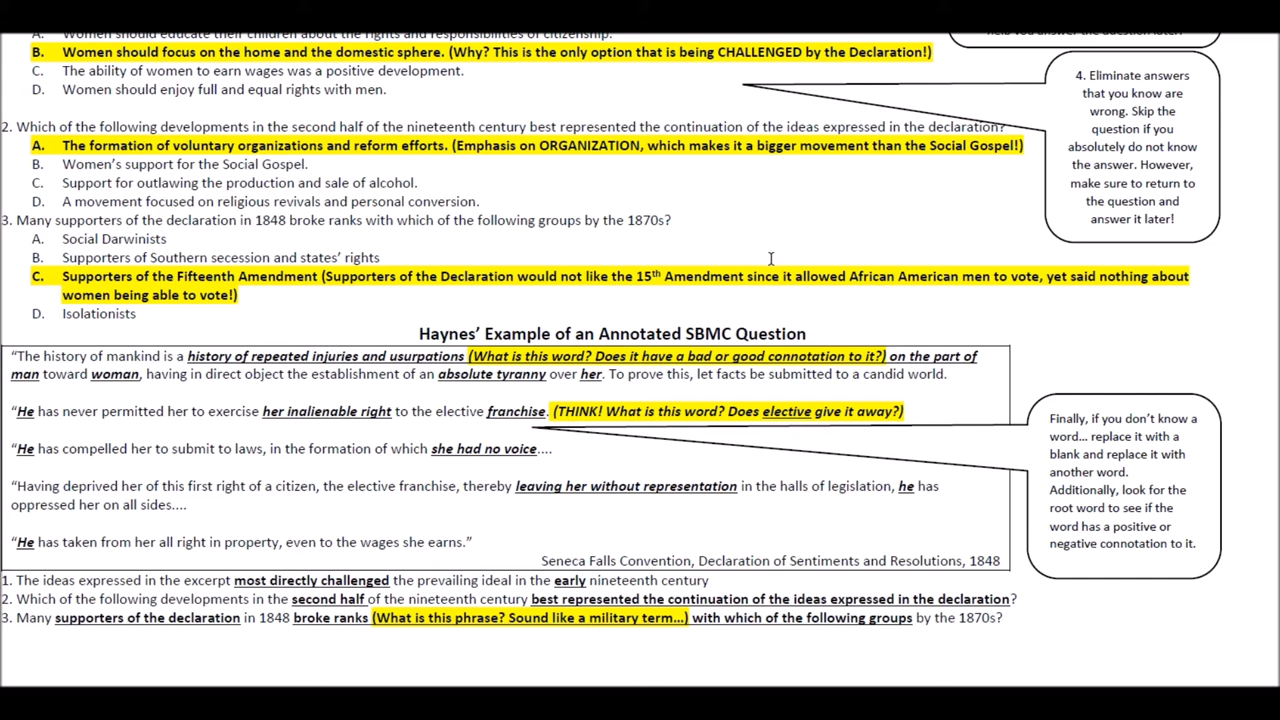 A. Women should educate their children about the rights and responsibilities of citizenship.
help you answer the question later!
B. Women should focus on the home and the domestic sphere. (Why? This is the only option that is being CHALLENGED by the Declaration!)
C. The ability of women to earn wages was a positive development.
D. Women should enjoy full and equal rights with men.
4. Eliminate answers
that you know are
wrong. Skip the
question if you
absolutely do not know
the answer. However,
make sure to return to
the question and
answer it later!
2. Which of the following developments in the second half of the nineteenth century best represented the continuation of the ideas expressed in the declaration?
A. The formation of voluntary organizations and reform efforts. (Emphasis on ORGANIZATION, which makes it a bigger movement than the Social Gospel!)
B. Women’s support for the Social Gospel.
C. Support for outlawing the production and sale of alcohol.
D. A movement focused on religious revivals and personal conversion.
3. Many supporters of the declaration in 1848 broke ranks with which of the following groups by the 1870s?
A. Social Darwinists
B. Supporters of Southern secession and states’ rights
C. Supporters of the Fifteenth Amendment (Supporters of the Declaration would not like the 15th Amendment since it allowed African American men to vote, yet said nothing about
women being able to vote!)
D. Isolationists
Haynes’ Example of an Annotated SBMC Question
“The history of mankind is a history of repeated injuries and usurpations (What is this word? Does it have a bad or good connotation to it?) on the part of
man toward woman, having in direct object the establishment of an absolute tyranny over her. To prove this, let facts be submitted to a candid world.
“He has never permitted her to exercise her inalienable right to the elective franchise. (THINK! What is this word? Does elective give it away?)
“He has compelled her to submit to laws, in the formation of which she had no voice....
“Having deprived her of this first right of a citizen, the elective franchise, thereby leaving her without representation in the halls of legislation, he has
oppressed her on all sides....
“He has taken from her all right in property, even to the wages she earns.”
Seneca Falls Convention, Declaration of Sentiments and Resolutions, 1848
Finally, if you don’t know a
word... replace it with a
blank and replace it with
another word.
Additionally, look for the
root word to see if the
word has a positive or
negative connotation to it.
1. The ideas expressed in the excerpt most directly challenged the prevailing ideal in the early nineteenth century
2. Which of the following developments in the second half of the nineteenth century best represented the continuation of the ideas expressed in the declaration?
3. Many supporters of the declaration in 1848 broke ranks (What is this phrase? Sound like a military term...) with which of the following groups by the 1870s?